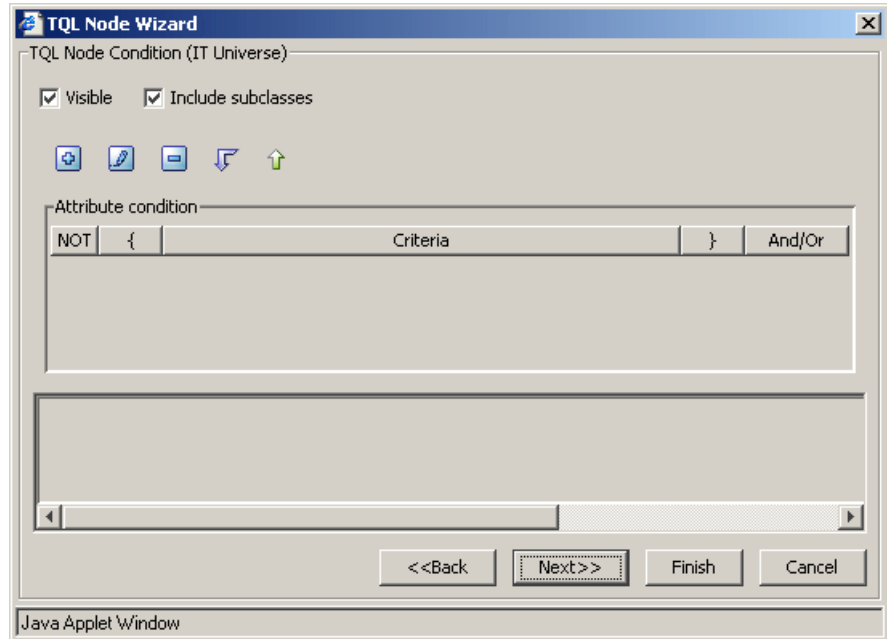 TQL Node Wizard
TQL Node Condition (IT Universe)
Visible Include subclasses
Attribute condition
NOT { Criteria } And/Or
<<Back Next>> Finish Cancel
Java Applet Window